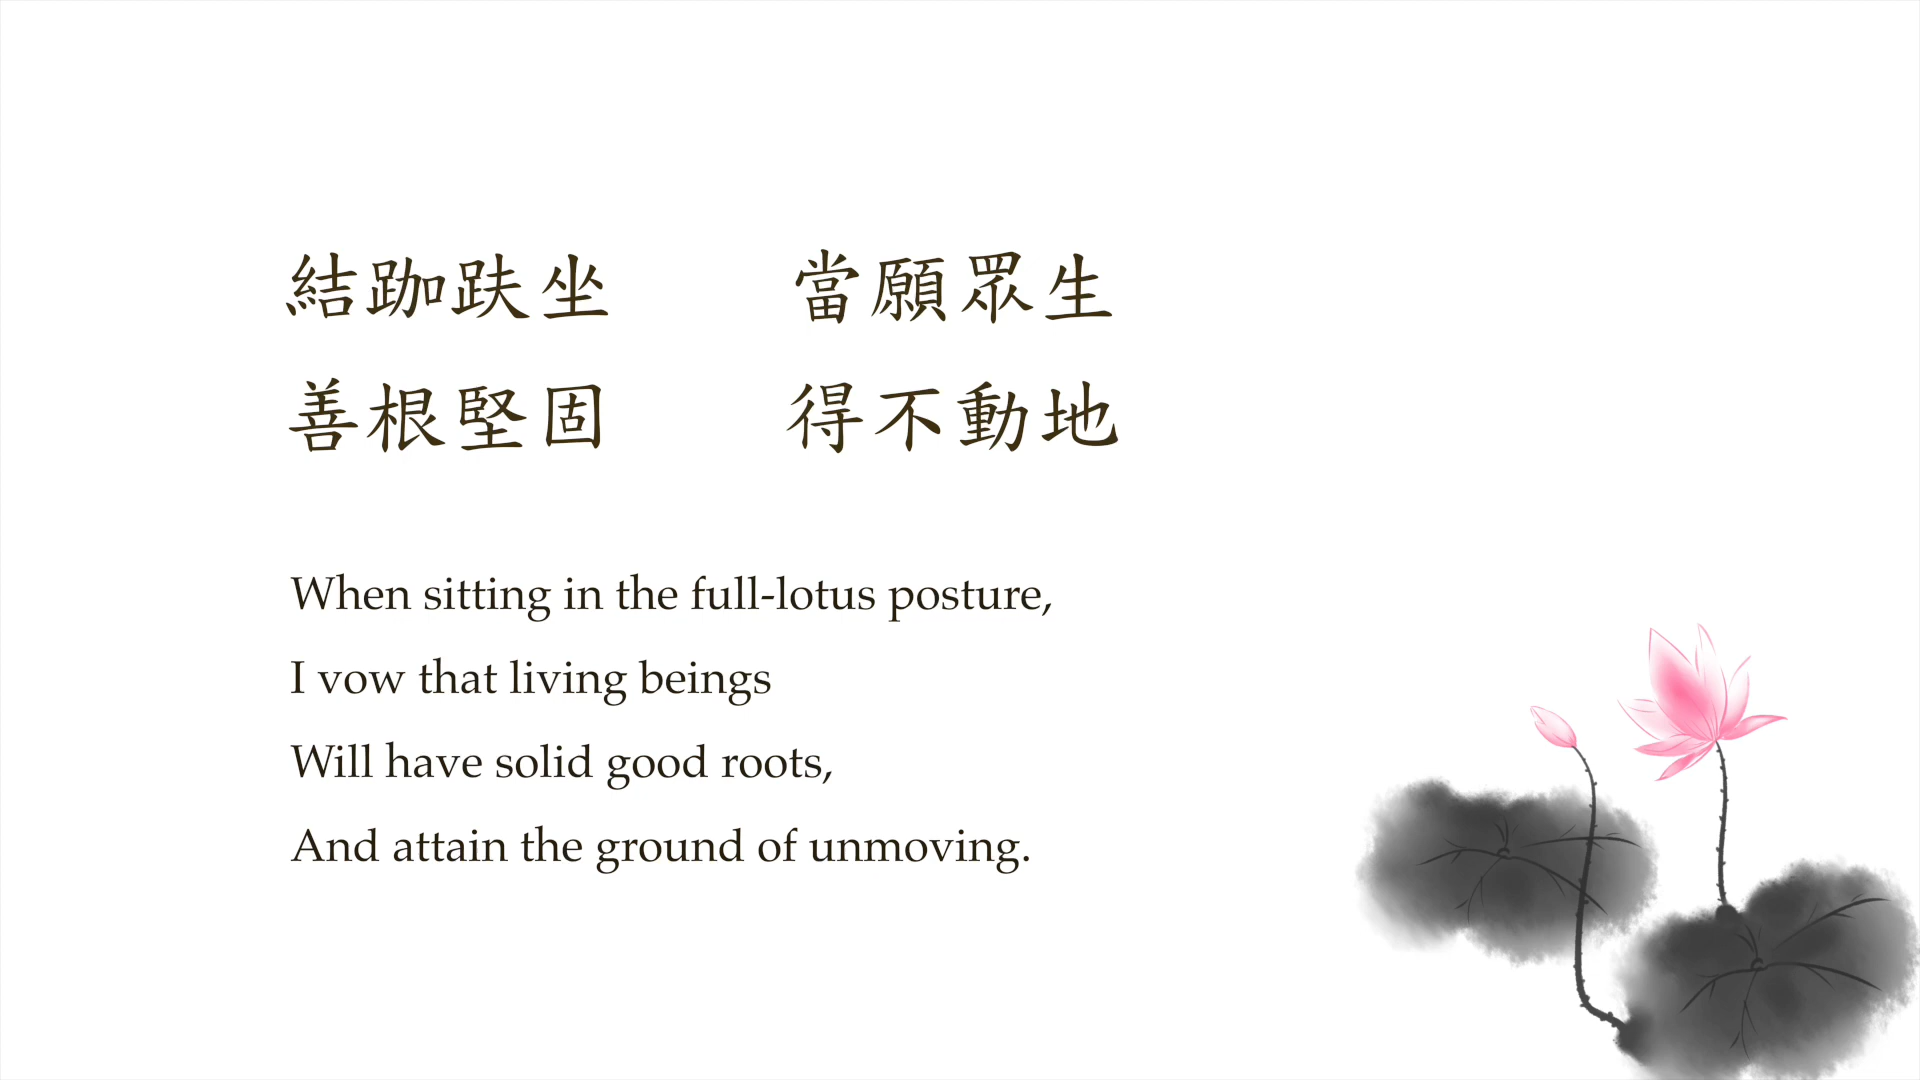 結跏趺坐 當願眾生
善根堅固 得不動地
When sitting in the full-lotus posture,
I vow that living beings
Will have solid good roots,
And attain the ground of unmoving.